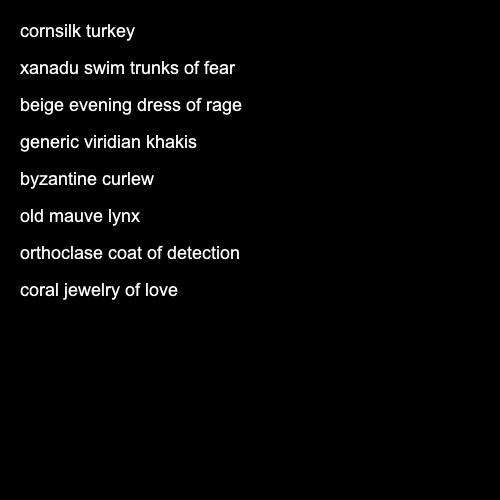 cornsilk turkey
xanadu swim trunks of fear
beige evening dress of rage
generic viridian khakis
byzantine curlew
old mauve lynx
orthoclase coat of detection
coral jewelry of love